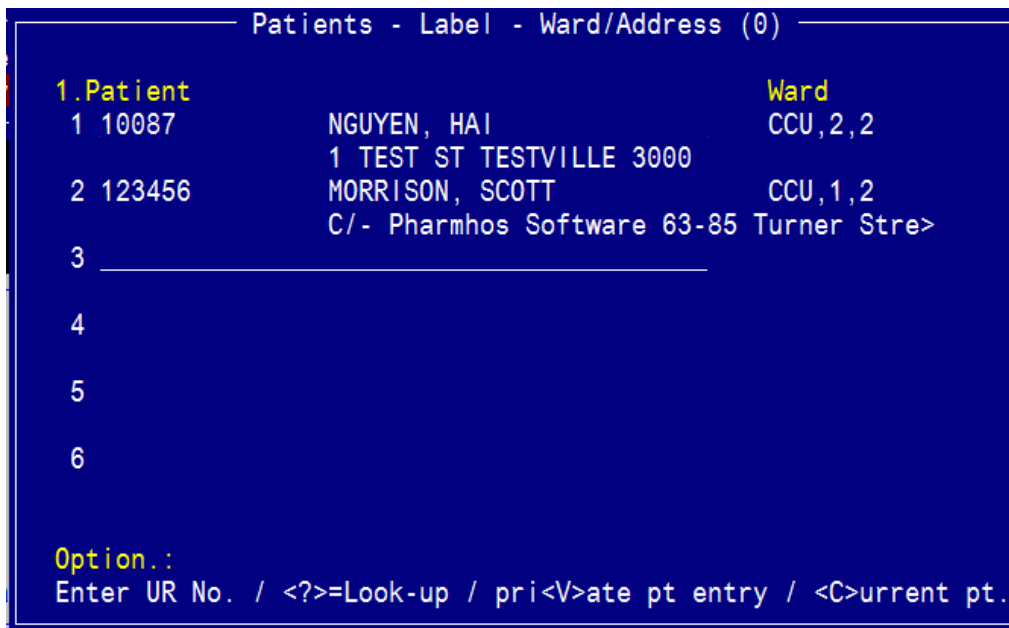 Patients - Label - Ward/Address (0)
1.Patient Ward
1 10087 NGUYEN, HAI CCU,2,2
1 TEST ST TESTVILLE 3000
2 123456 MORRISON, SCOTT CCU,1,2
C/- Pharmhos Software 63-85 Turner Stre>
3
4
5
6
Option.:
Enter UR No. / <?>=Look-up / pri<V>ate pt entry / <C>urrent pt.